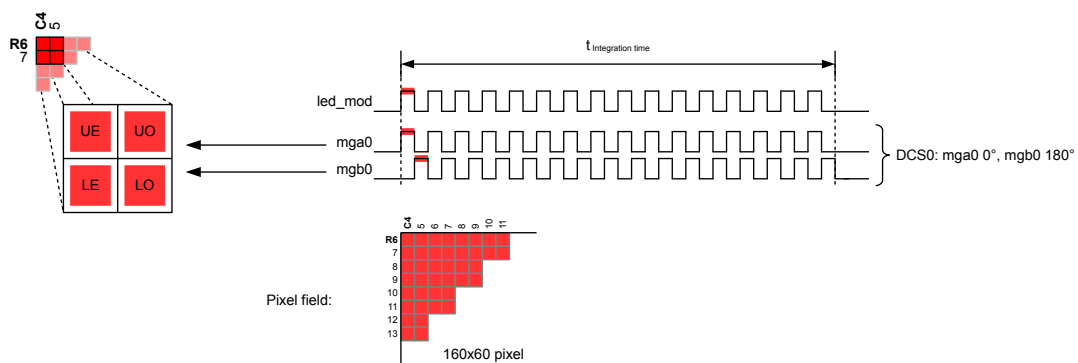 C4
5
R6
7
UE
UO
LE
LO
t Integration time
led_mod
mga0
mgb0
DCS0: mga0 0°, mgb0 180°
C4
5
6
7
8
9
10
11
R6
7
8
9
10
11
12
13
Pixel field:
160x60 pixel